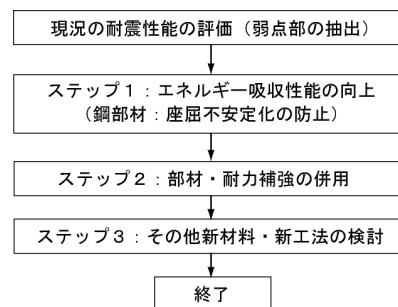 現況の耐震性能の評価（弱点部の抽出）
ステップ１：エネルギー吸収性能の向上
（鋼部材：座屈不安定化の防止）
ステップ２：部材・耐力補強の併用
ステップ３：その他新材料・新工法の検討
終了